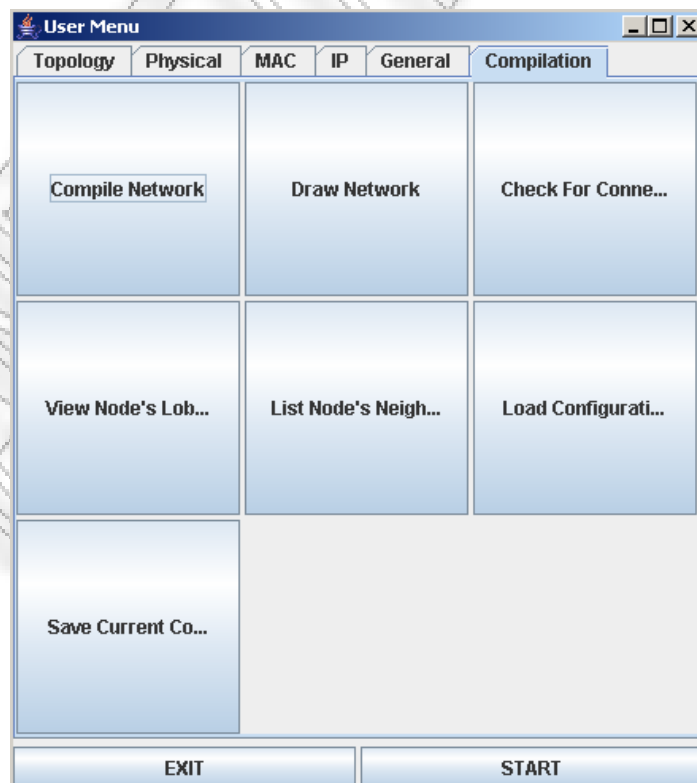 User Menu
Topology Physical MAC IP General Compilation
Compile Network Draw Network Check For Conne...
View Node's Lob... List Node's Neigh... Load Configurati...
Save Current Co...
EXIT START